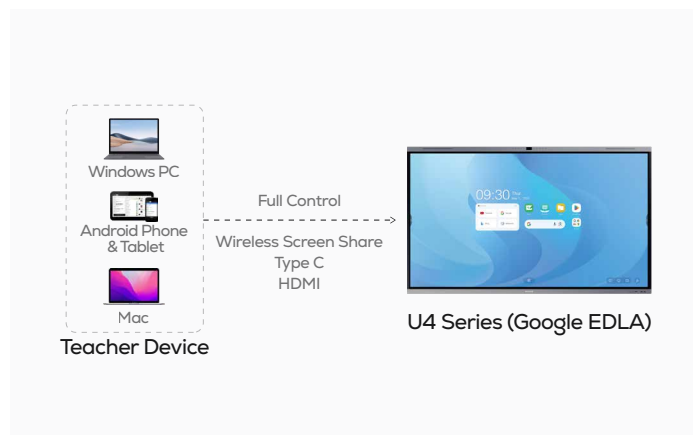 Windows PC
Android Phone
& Tablet
Mac
Teacher Device
Full Control
Wireless Screen Share
Type C
HDMI
09:30
U4 Series (Google EDLA)